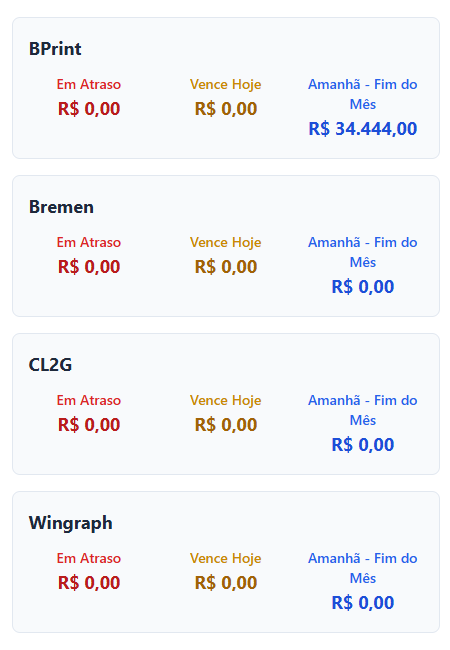 BPrint
Em Atraso
R$ 0,00
Vence Hoje
R$ 0,00
Amanhã - Fim do
Mês
R$ 34.444,00
Bremen
Em Atraso
R$ 0,00
Vence Hoje
R$ 0,00
Amanhã - Fim do
Mês
R$ 0,00
CL2G
Em Atraso
R$ 0,00
Vence Hoje
R$ 0,00
Amanhã - Fim do
Mês
R$ 0,00
Wingraph
Em Atraso
R$ 0,00
Vence Hoje
R$ 0,00
Amanhã - Fim do
Mês
R$ 0,00